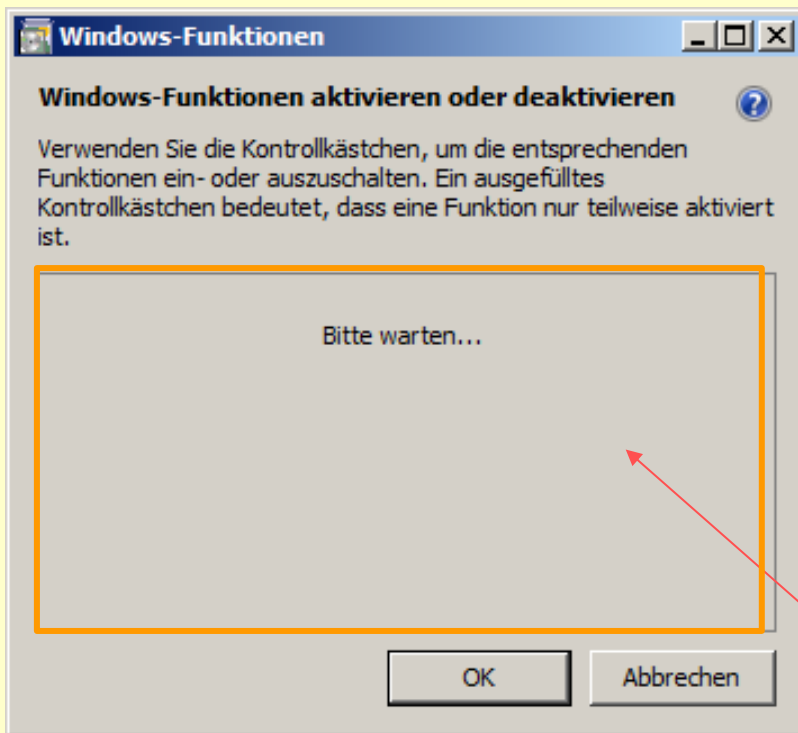 Windows-Funktionen
Windows-Funktionen aktivieren oder deaktivieren
Verwenden Sie die Kontrollkästchen, um die entsprechenden
Funktionen ein- oder auszuschalten. Ein ausgefülltes
Kontrollkästchen bedeutet, dass eine Funktion nur teilweise aktiviert
ist.
Bitte warten...
OK Abbrechen